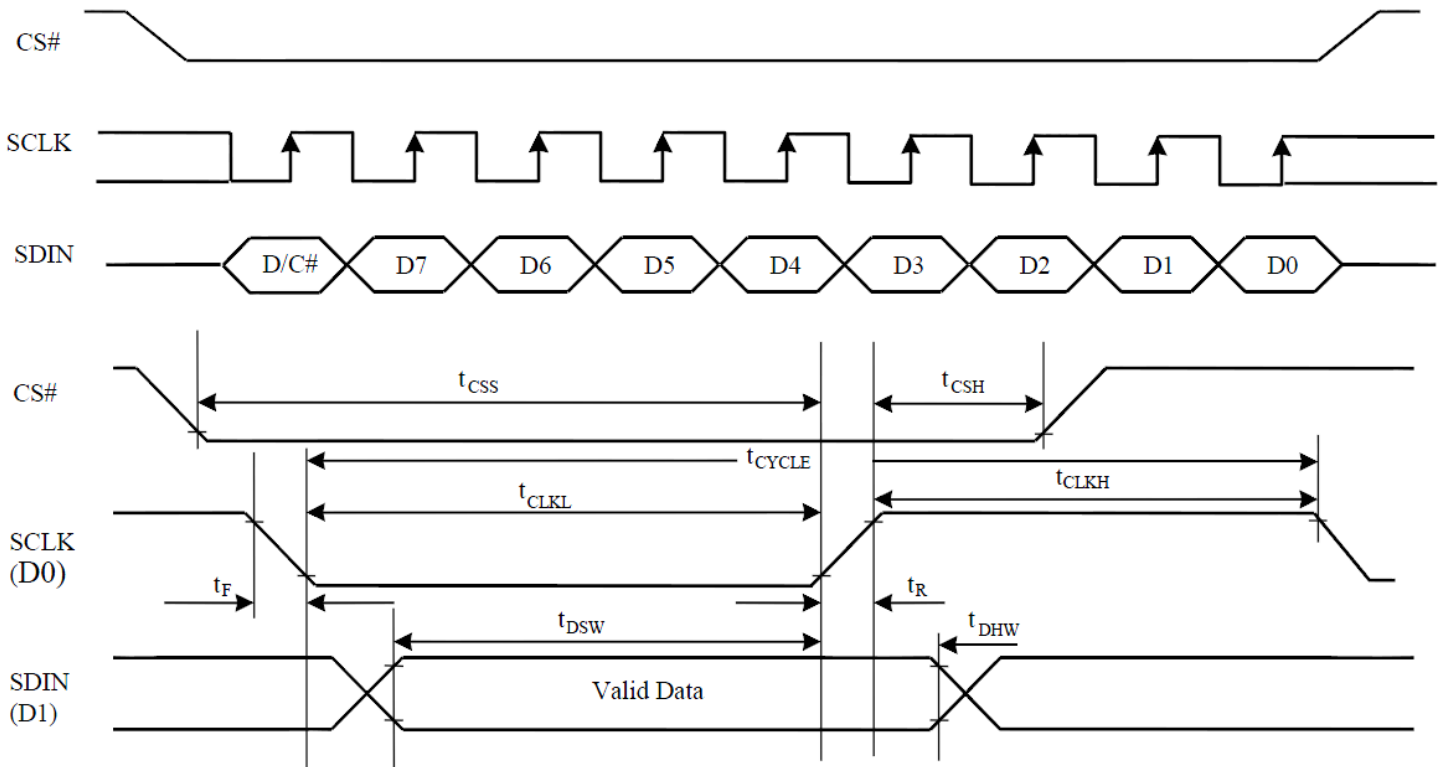 CS#
SCLK
SDIN D/C# D7 D6 D5 D4 D3 D2 D1 D0
CS# tCSS tCSH
tCYCLE
tCLKL tCLKH
SCLK
(D0)
tF tR
tDSW tDHW
SDIN
(D1)
Valid Data